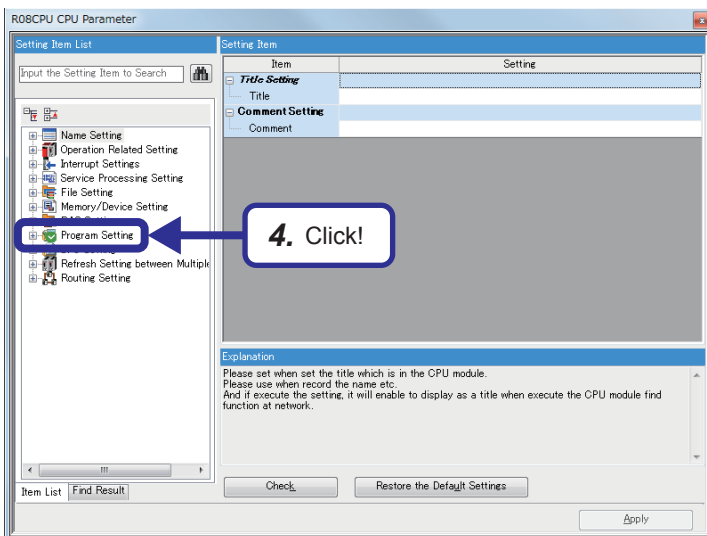 R08CPU CPU Parameter
Setting Item List
Input the Setting Item to Search
Name Setting
Operation Related Setting
Interrupt Settings
Service Processing Setting
File Setting
Memory/Device Setting
Program Setting
Refresh Setting between Multiple
Routing Setting
Item List
Find Result
Setting Item
Item Setting
Title Setting
Title
Comment Setting
Comment
4. Click!
Explanation
Please set when set the title which is in the CPU module.
Please use when record the name etc.
And if execute the setting, it will enable to display as a title when execute the CPU module find
function at network.
Check
Restore the Default Settings
Apply